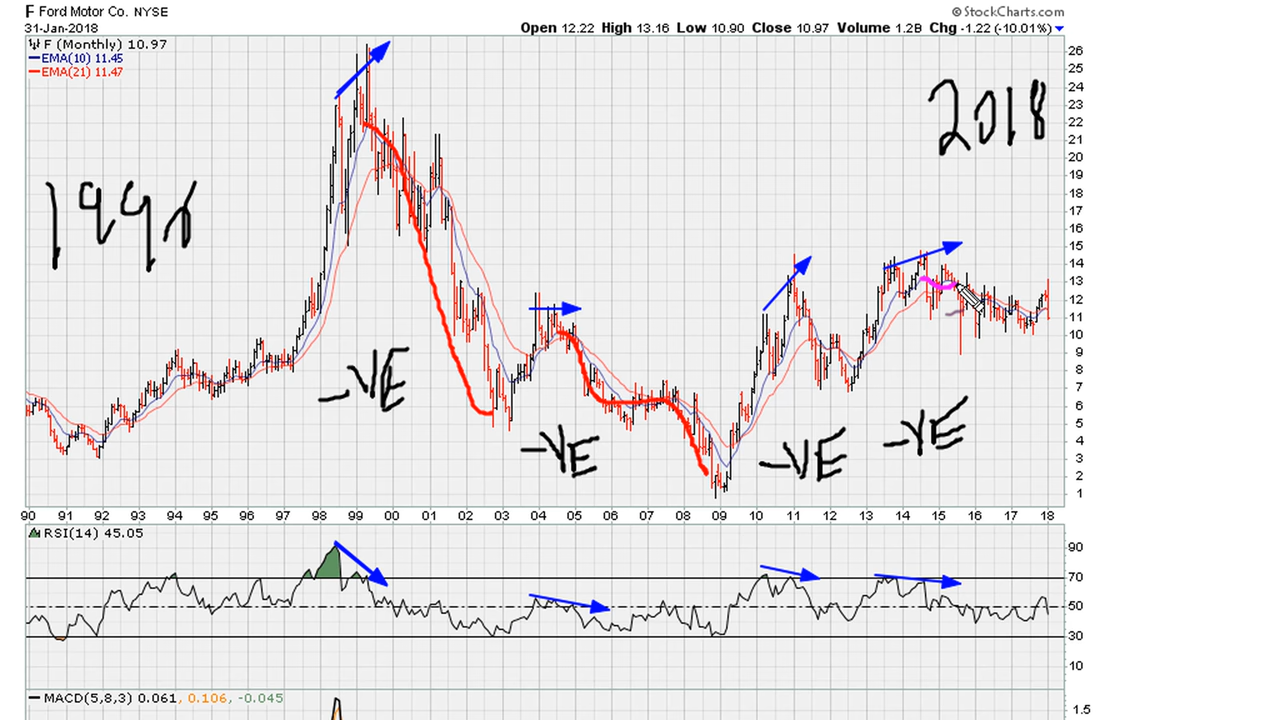 F Ford Motor Co. NYSE
© StockCharts.com
31-Jan-2018
Open 12.22 High 13.16 Low 10.90 Close 10.97 Volume 1.2B Chg -1.22 (-10.01%)
F (Monthly) 10.97
EMA(10) 11.45
EMA(21) 11.47
26
25
24
23
22
21
20
19
18
17
16
15
14
13
12
11
10
9
8
7
6
5
4
3
2
1
2018
-VE
-VE
-VE
-VE
90 91 92 93 94 95 96 97 98 99 00 01 02 03 04 05 06 07 08 09 10 11 12 13 14 15 16 17 18
RSI(14) 45.05
90
70
50
30
10
MACD(5,8,3) 0.061, 0.106, -0.045
1.5